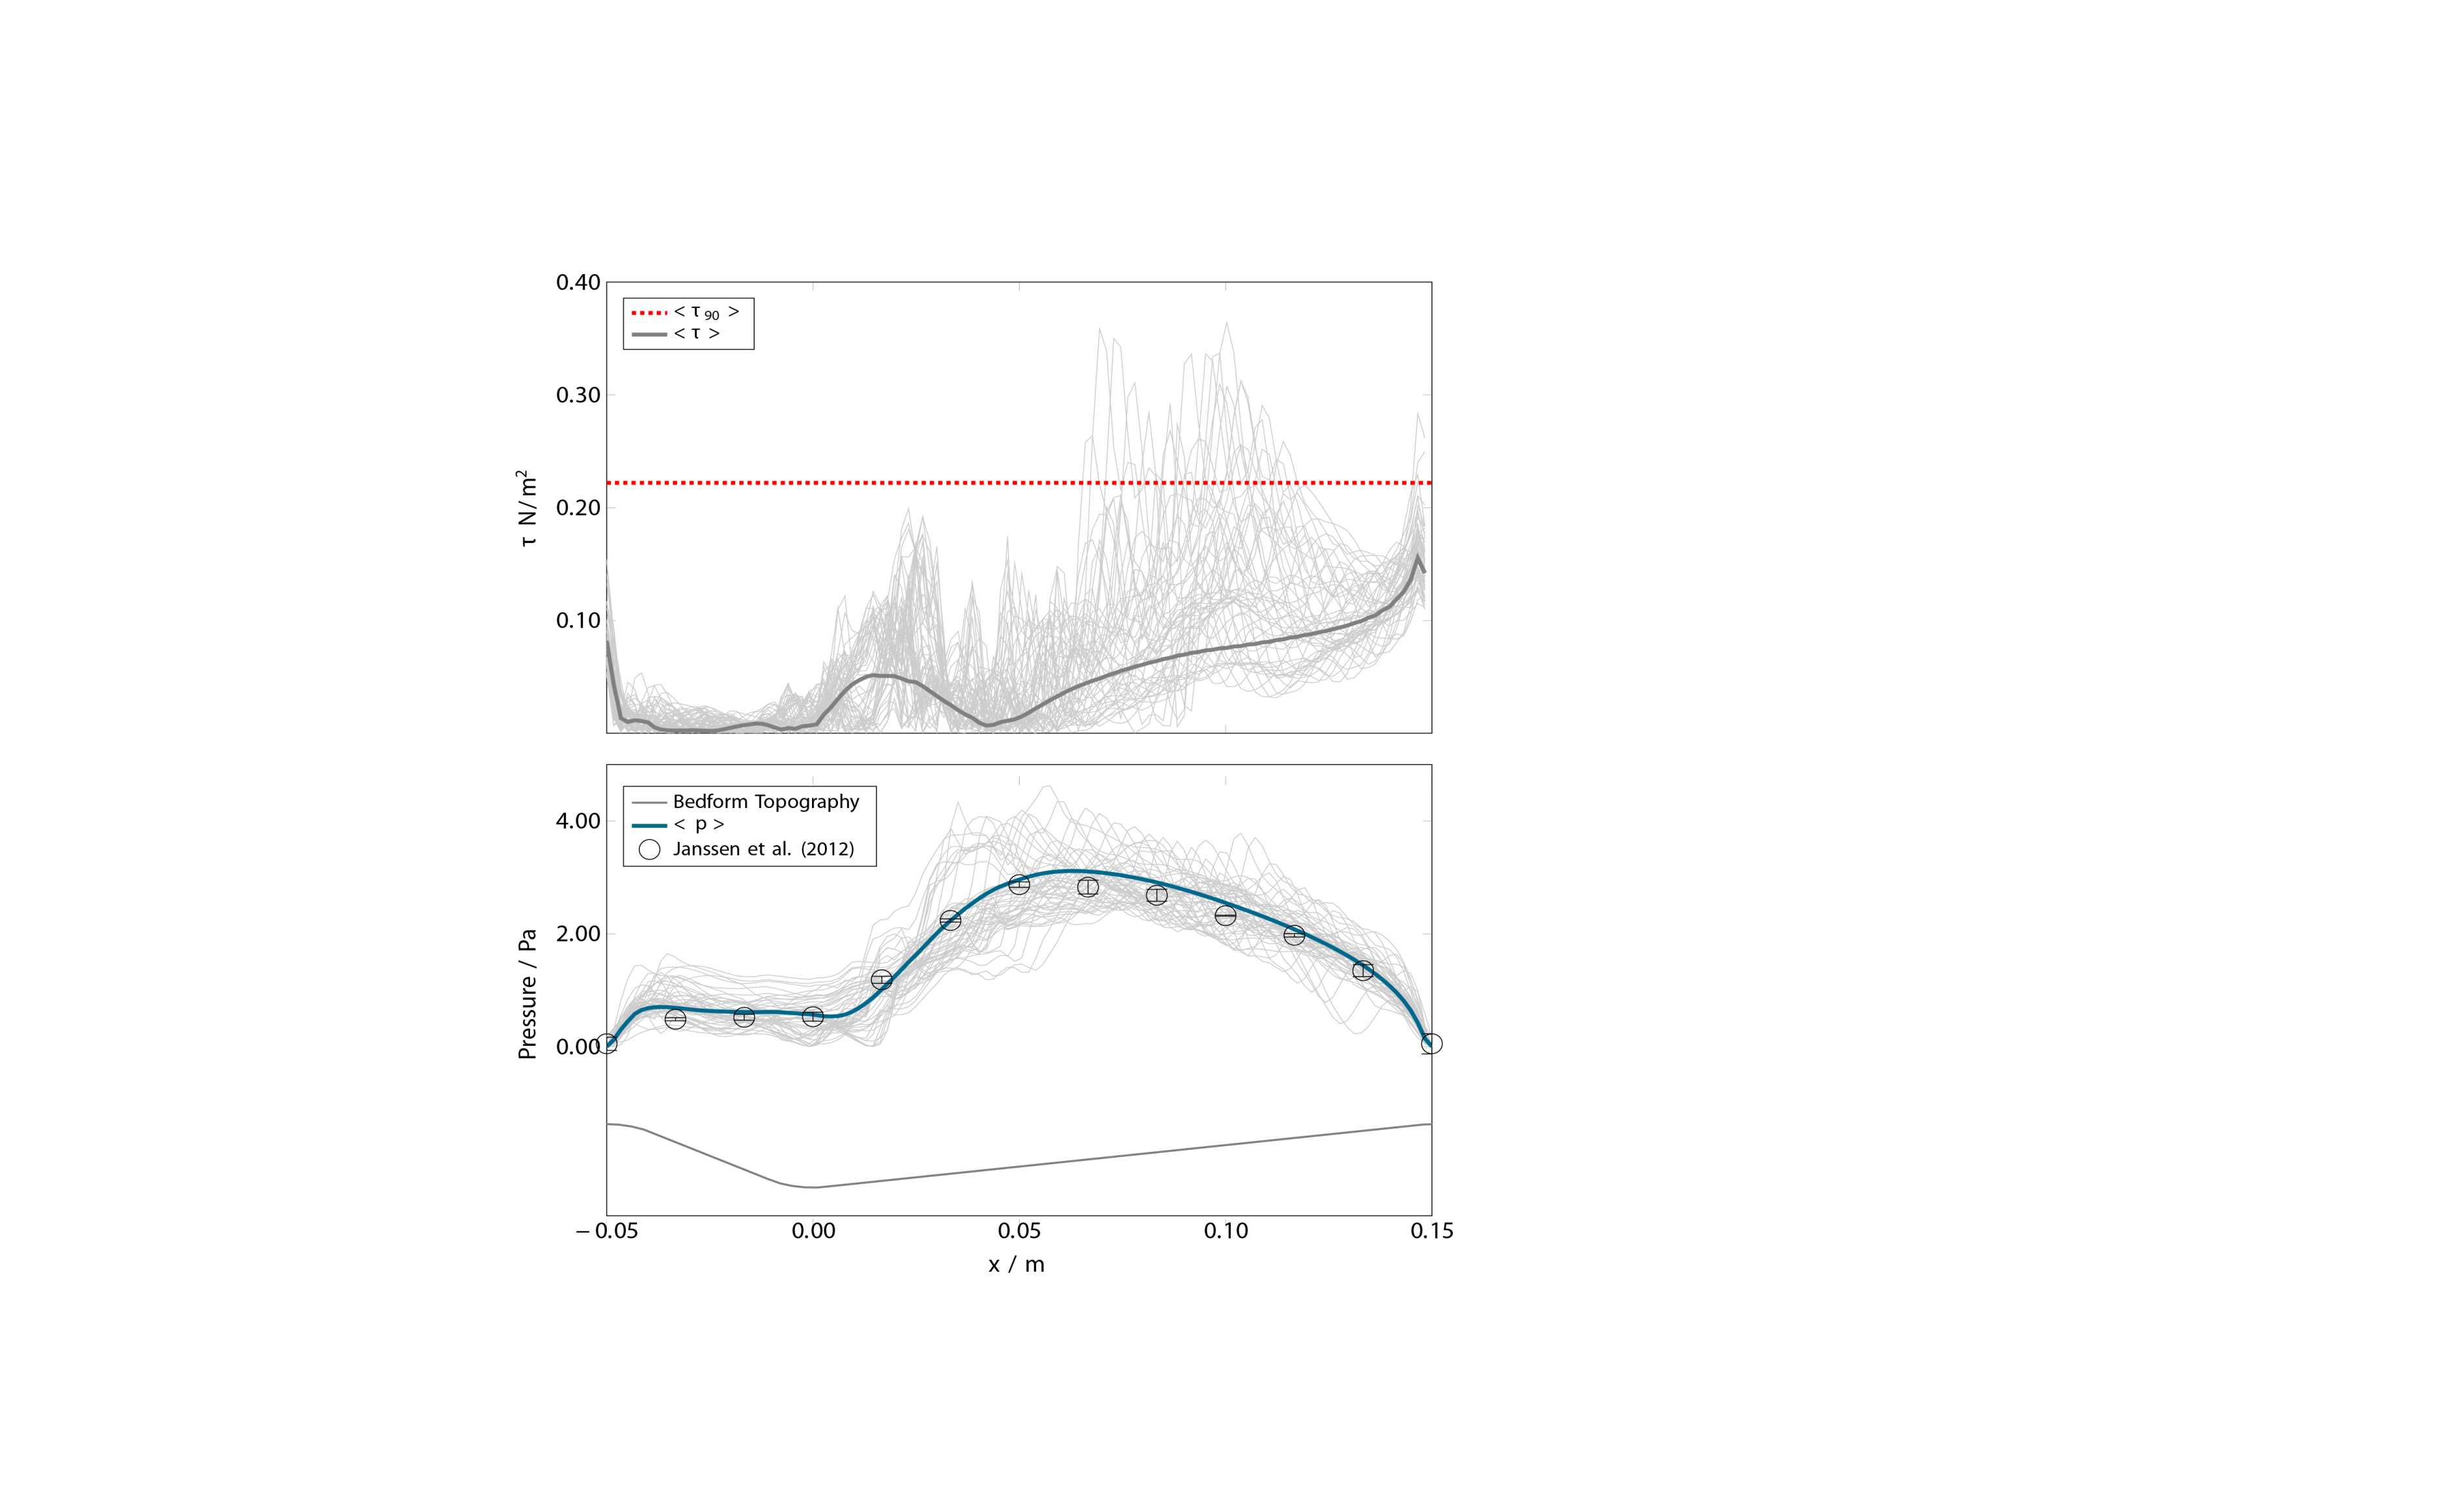 0.40
< τ 90 >
< τ >
0.30
τ N/m2
0.20
0.10
Bedform Topography
4.00
< p >
Janssen et al. (2012)
2.00
Pressure / Pa
0.00
−0.05 0.00 0.05 0.10 0.15
x / m